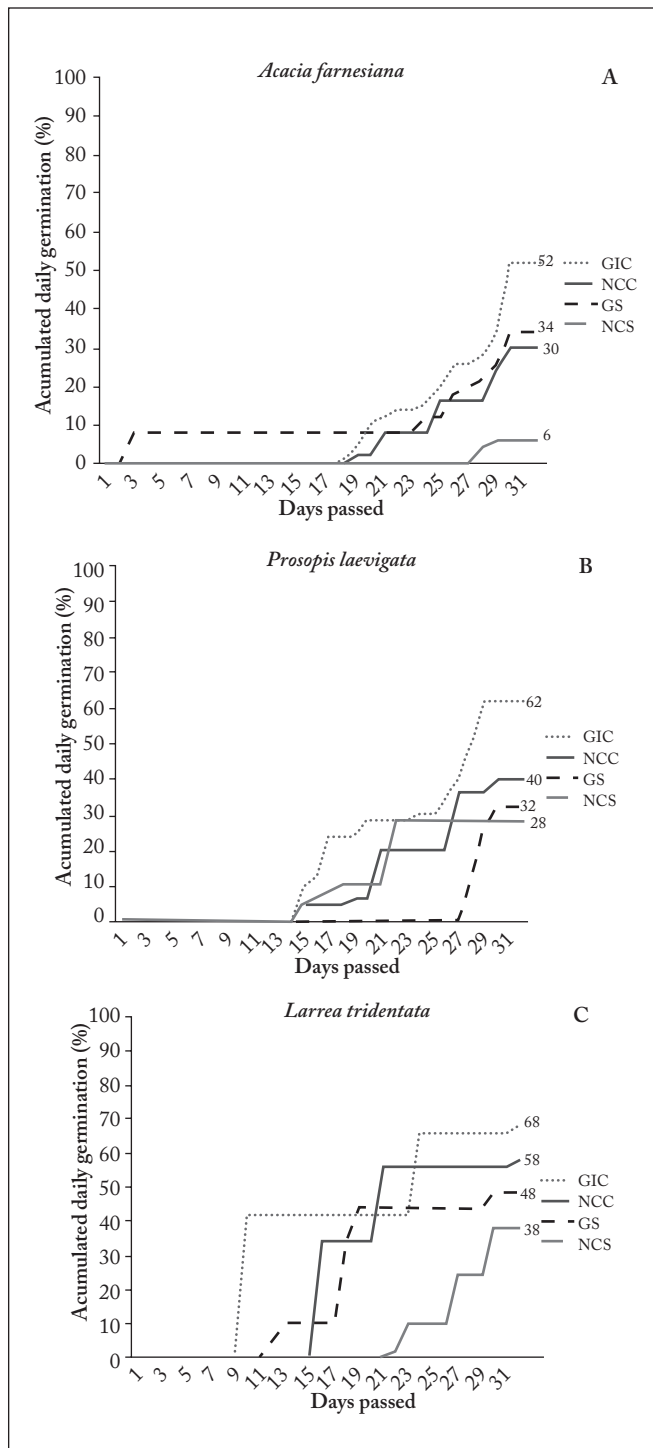 Acacia farnesiana
A
Acumulated daily germination (%)
100
90
80
70
60
50
40
30
20
10
0
52
34
30
6
GIC
NCC
GS
NCS
1 3 5 7 9 11 13 15 17 19 21 23 25 27 29 31
Days passed
Prosopis laevigata
B
Acumulated daily germination (%)
100
90
80
70
60
50
40
30
20
10
0
62
40
32
28
GIC
NCC
GS
NCS
1 3 5 7 9 11 13 15 17 19 21 23 25 27 29 31
Days passed
Larrea tridentata
C
Acumulated daily germination (%)
100
90
80
70
60
50
40
30
20
10
0
68
58
48
38
GIC
NCC
GS
NCS
1 3 5 7 9 11 13 15 17 19 21 23 25 27 29 31
Days passed